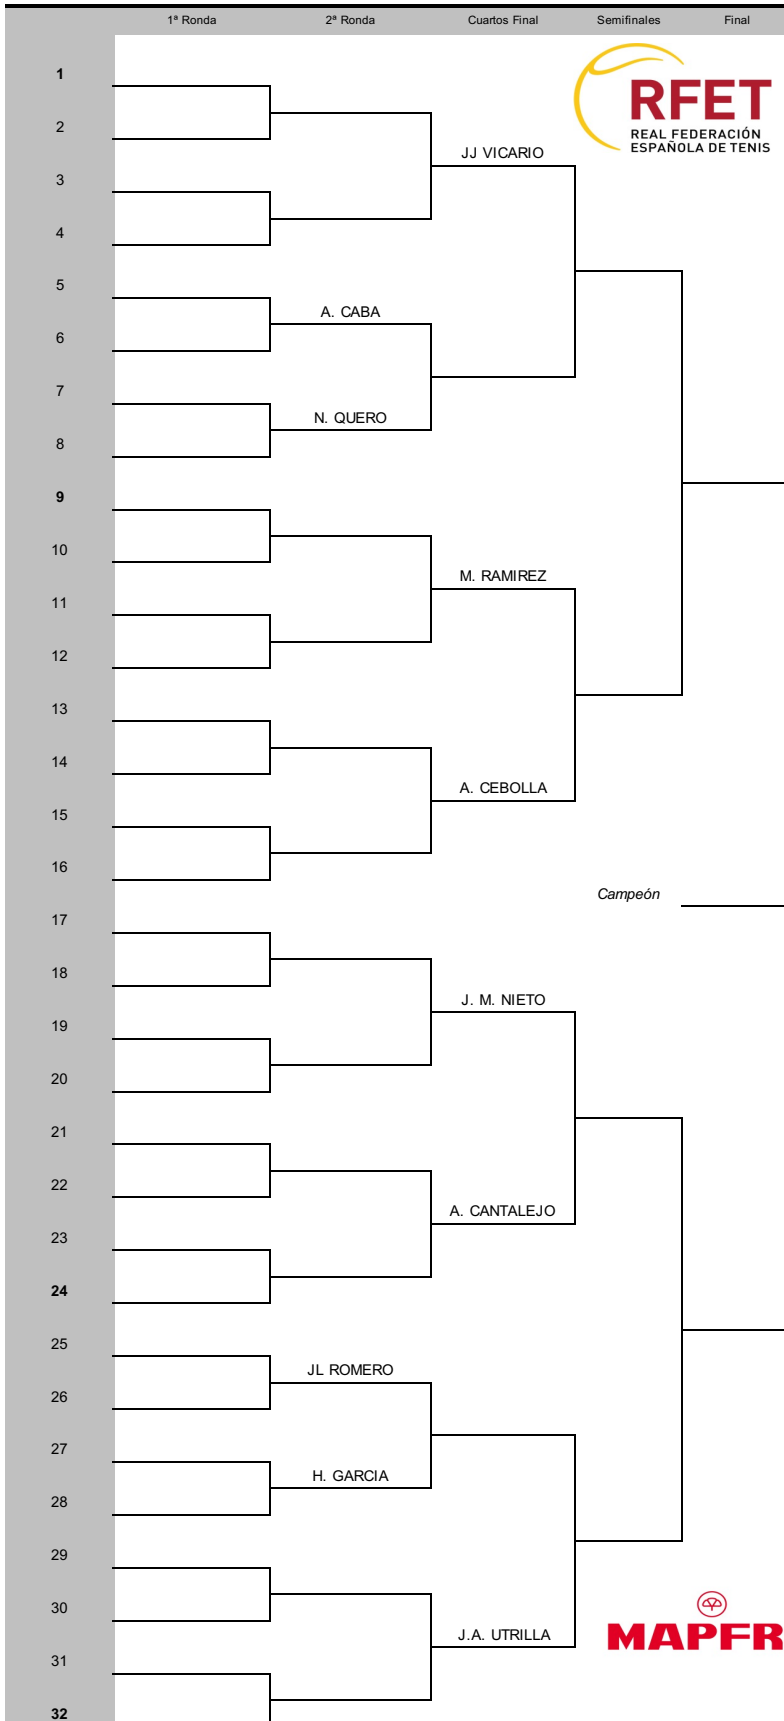 1ª Ronda 2ª Ronda Cuartos Final Semifinales Final
1
RFET
REAL FEDERACIÓN
ESPAÑOLA DE TENIS
2
JJ VICARIO
3
4
5
A. CABA
6
7
N. QUERO
8
9
10
M. RAMIREZ
11
12
13
14
A. CEBOLLA
15
16
Campeón
17
18
J. M. NIETO
19
20
21
22
A. CANTALEJO
23
24
25
JL ROMERO
26
27
H. GARCIA
28
29
30
J.A. UTRILLA
MAPFR
31
32